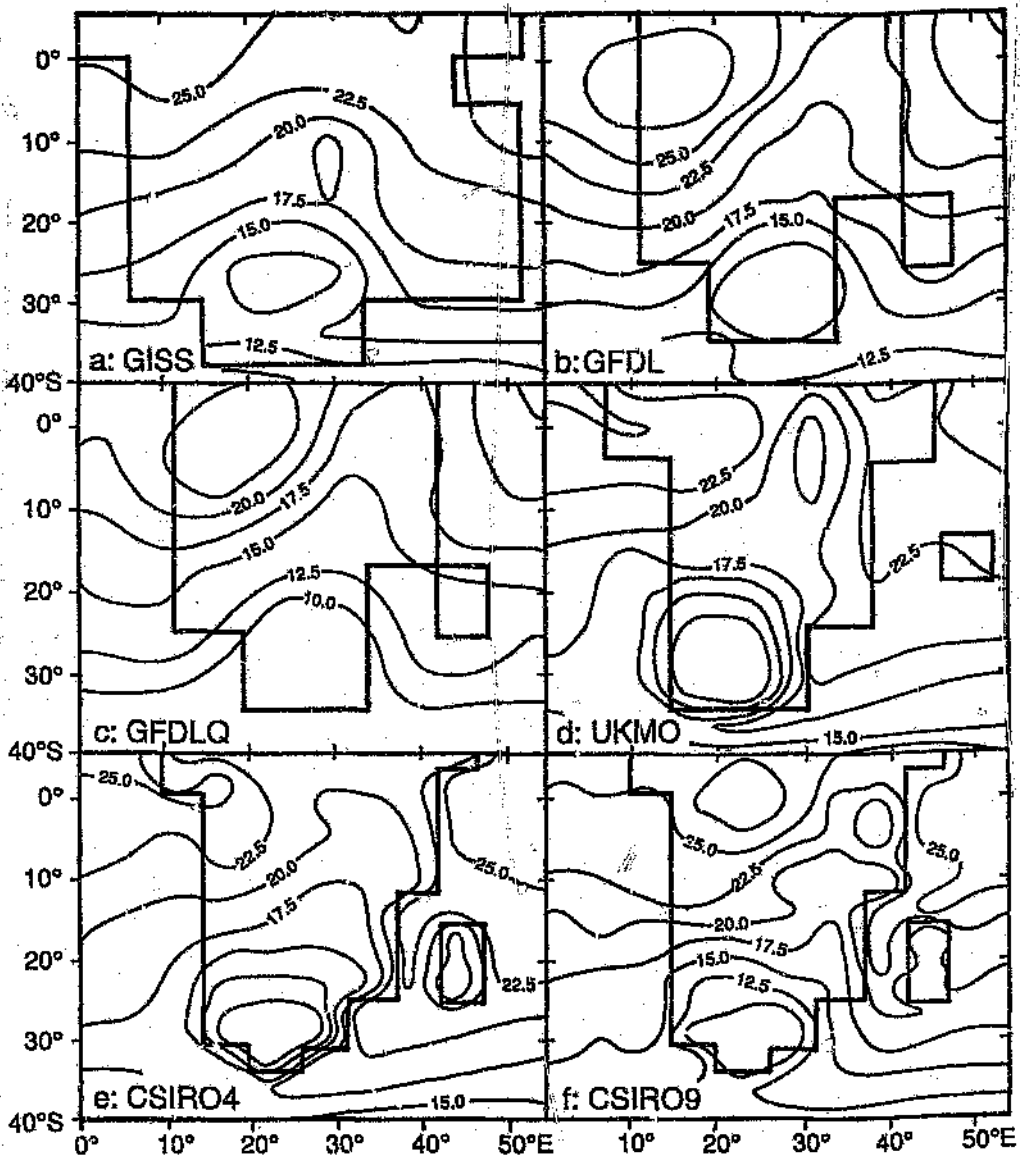 0° 25.0 22.5 20.0 25.0 22.5
10°
20° 17.5 15.0 20.0 17.5 15.0
30°
a: GISS 12.5 b: GFDL 12.5
40°S
0° 20.0 17.5 22.5 20.0
10° 15.0
20° 12.5 10.0 17.5 22.5
30°
c: GFDLQ d: UKMO 15.0
40°S
0° 25.0 22.5 20.0 25.0 25.0 22.5 25.0
10° 17.5 20.0 17.5
20° 22.5 15.0 12.5
30°
e: CSIRO4 15.0 f: CSIRO9
40°S
0° 10° 20° 30° 40° 50°E 10° 20° 30° 40° 50°E